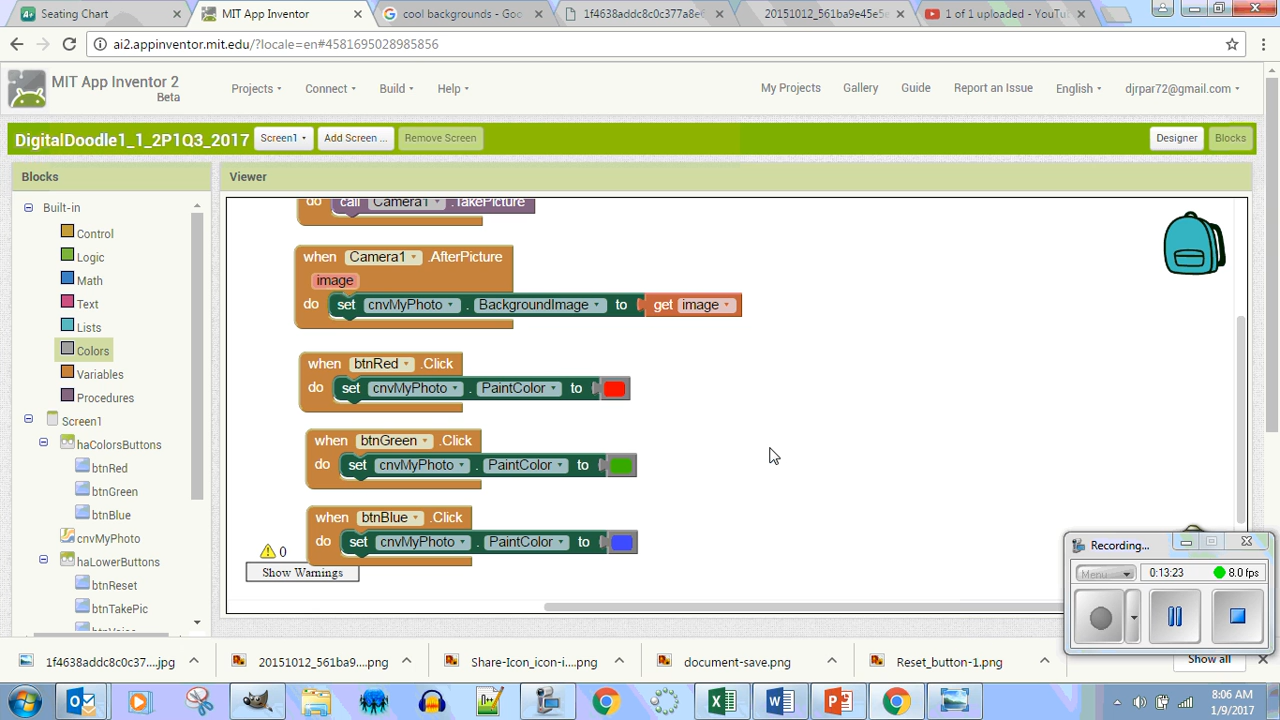 Seating Chart
MIT App Inventor
cool backgrounds - Goo
1f4638addc8c0c377a8e6
20151012_561ba9e45e5e
1 of 1 uploaded - YouTu
ai2.appinventor.mit.edu/?locale=en#4581695028985856
MIT App Inventor 2
Beta
Projects
Connect
Build
Help
My Projects
Gallery
Guide
Report an Issue
English
djrpar72@gmail.com
DigitalDoodle1_1_2P1Q3_2017
Screen1
Add Screen ...
Remove Screen
Designer
Blocks
Blocks
Built-in
Control
Logic
Math
Text
Lists
Colors
Variables
Procedures
Screen1
haColorsButtons
btnRed
btnGreen
btnBlue
cnvMyPhoto
haLowerButtons
btnReset
btnTakePic
Viewer
do call Camera1 .TakePicture
when Camera1 .AfterPicture
image
do set cnvMyPhoto . BackgroundImage to get image
when btnRed .Click
do set cnvMyPhoto . PaintColor to
when btnGreen .Click
do set cnvMyPhoto . PaintColor to
when btnBlue .Click
do set cnvMyPhoto . PaintColor to
0
Show Warnings
Recording...
Menu
0:13:23
8.0 fps
1f4638addc8c0c37....jpg
20151012_561ba9....png
Share-Icon_icon-i....png
document-save.png
Reset_button-1.png
Show all
8:06 AM
1/9/2017